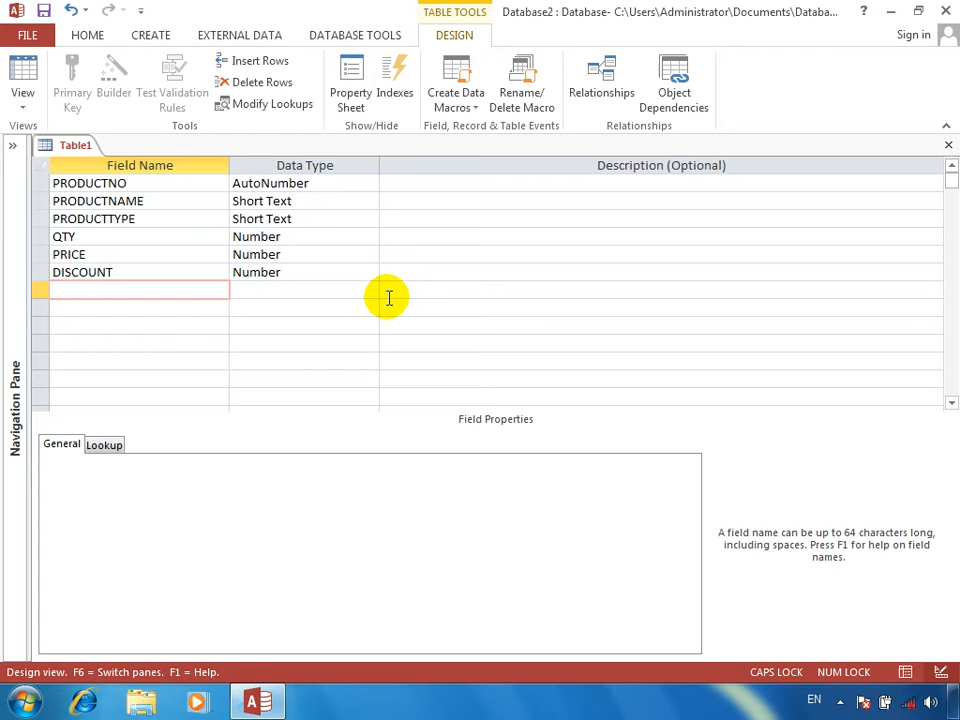 TABLE TOOLS
Database2 : Database- C:\Users\Administrator\Documents\Databa...
?
FILE
HOME
CREATE
EXTERNAL DATA
DATABASE TOOLS
DESIGN
Sign in
View
Primary Key
Builder
Test Validation Rules
Insert Rows
Delete Rows
Modify Lookups
Property Sheet
Indexes
Create Data Macros
Rename/ Delete Macro
Relationships
Object Dependencies
Views
Tools
Show/Hide
Field, Record & Table Events
Relationships
Table1
Field Name
Data Type
Description (Optional)
PRODUCTNO
AutoNumber
PRODUCTNAME
Short Text
PRODUCTTYPE
Short Text
QTY
Number
PRICE
Number
DISCOUNT
Number
Navigation Pane
Field Properties
General
Lookup
A field name can be up to 64 characters long,
including spaces. Press F1 for help on field
names.
Design view. F6 = Switch panes. F1 = Help.
CAPS LOCK
NUM LOCK
EN